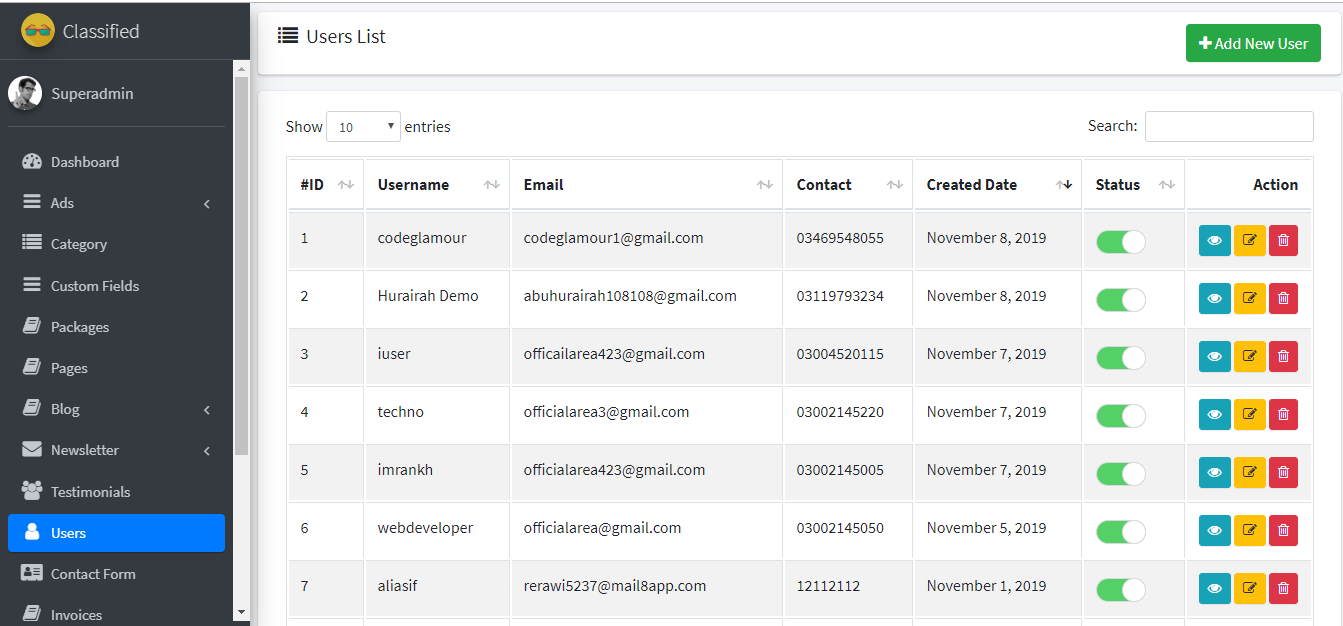 Classified
Superadmin
Dashboard
Ads
Category
Custom Fields
Packages
Pages
Blog
Newsletter
Testimonials
Users
Contact Form
Invoices
Users List
Add New User
Show 10 entries
Search:
#ID Username Email Contact Created Date Status Action
1 codeglamour codeglamour1@gmail.com 03469548055 November 8, 2019
2 Hurairah Demo abuhurairah108108@gmail.com 03119793234 November 8, 2019
3 iuser officailarea423@gmail.com 03004520115 November 7, 2019
4 techno officialarea3@gmail.com 03002145220 November 7, 2019
5 imrankh officialarea423@gmail.com 03002145005 November 7, 2019
6 webdeveloper officialarea@gmail.com 03002145050 November 5, 2019
7 aliasif rerawi5237@mail8app.com 12112112 November 1, 2019